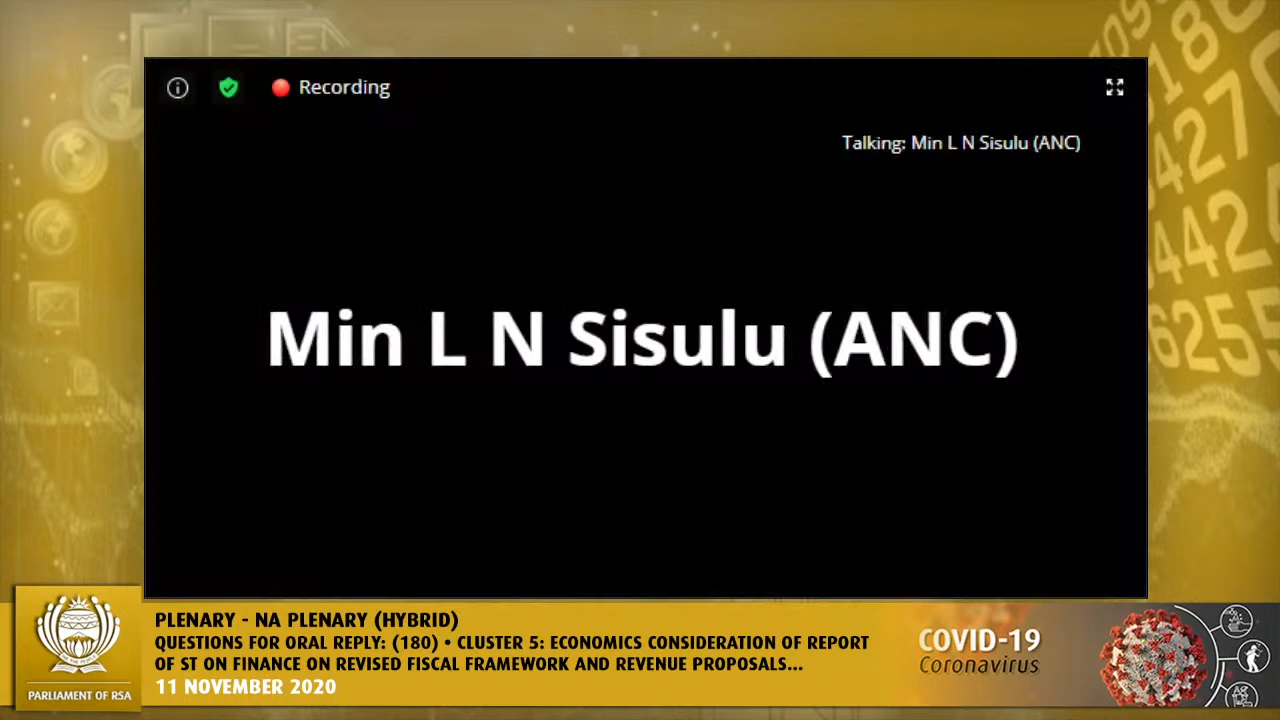 Recording
Talking: Min L N Sisulu (ANC)
Min L N Sisulu (ANC)
PLENARY - NA PLENARY (HYBRID)
QUESTIONS FOR ORAL REPLY: (180) • CLUSTER 5: ECONOMICS CONSIDERATION OF REPORT
OF ST ON FINANCE ON REVISED FISCAL FRAMEWORK AND REVENUE PROPOSALS...
11 NOVEMBER 2020
PARLIAMENT OF RSA
COVID-19
Coronavirus